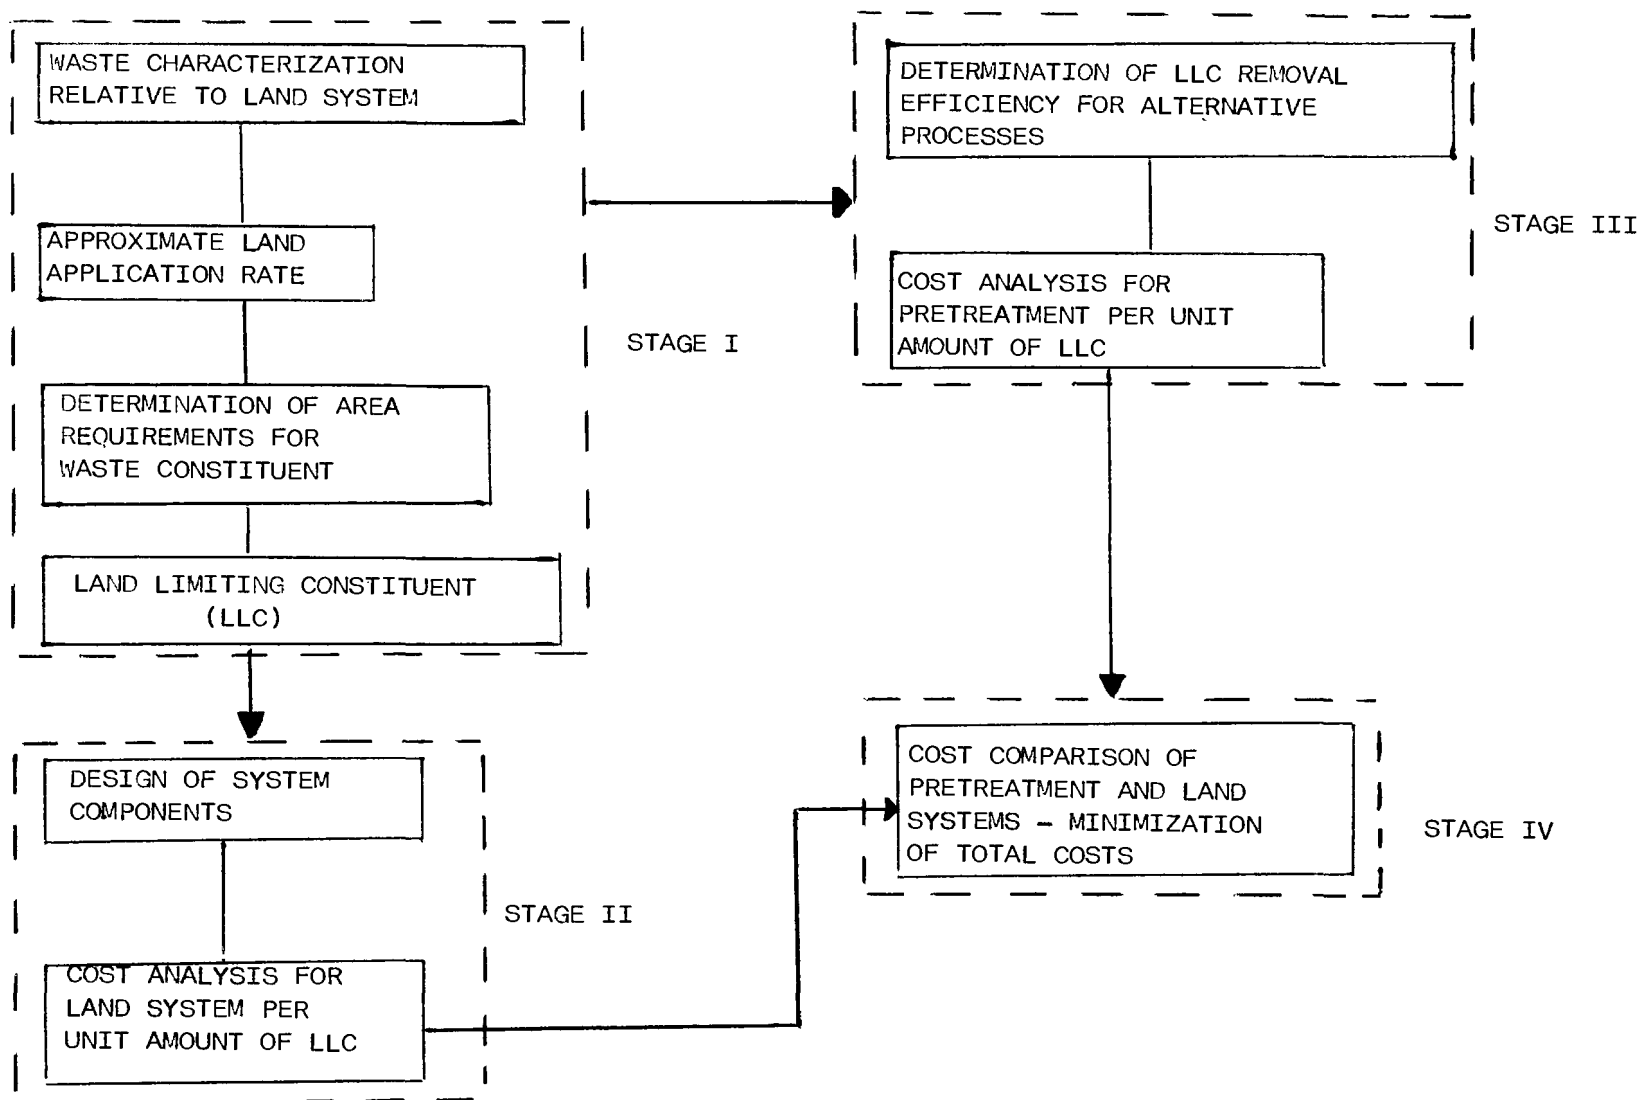 WASTE CHARACTERIZATION
RELATIVE TO LAND SYSTEM
APPROXIMATE LAND
APPLICATION RATE
DETERMINATION OF AREA
REQUIREMENTS FOR
WASTE CONSTITUENT
LAND LIMITING CONSTITUENT
(LLC)
STAGE I
DESIGN OF SYSTEM
COMPONENTS
COST ANALYSIS FOR
LAND SYSTEM PER
UNIT AMOUNT OF LLC
STAGE II
DETERMINATION OF LLC REMOVAL
EFFICIENCY FOR ALTERNATIVE
PROCESSES
COST ANALYSIS FOR
PRETREATMENT PER UNIT
AMOUNT OF LLC
STAGE III
COST COMPARISON OF
PRETREATMENT AND LAND
SYSTEMS – MINIMIZATION
OF TOTAL COSTS
STAGE IV